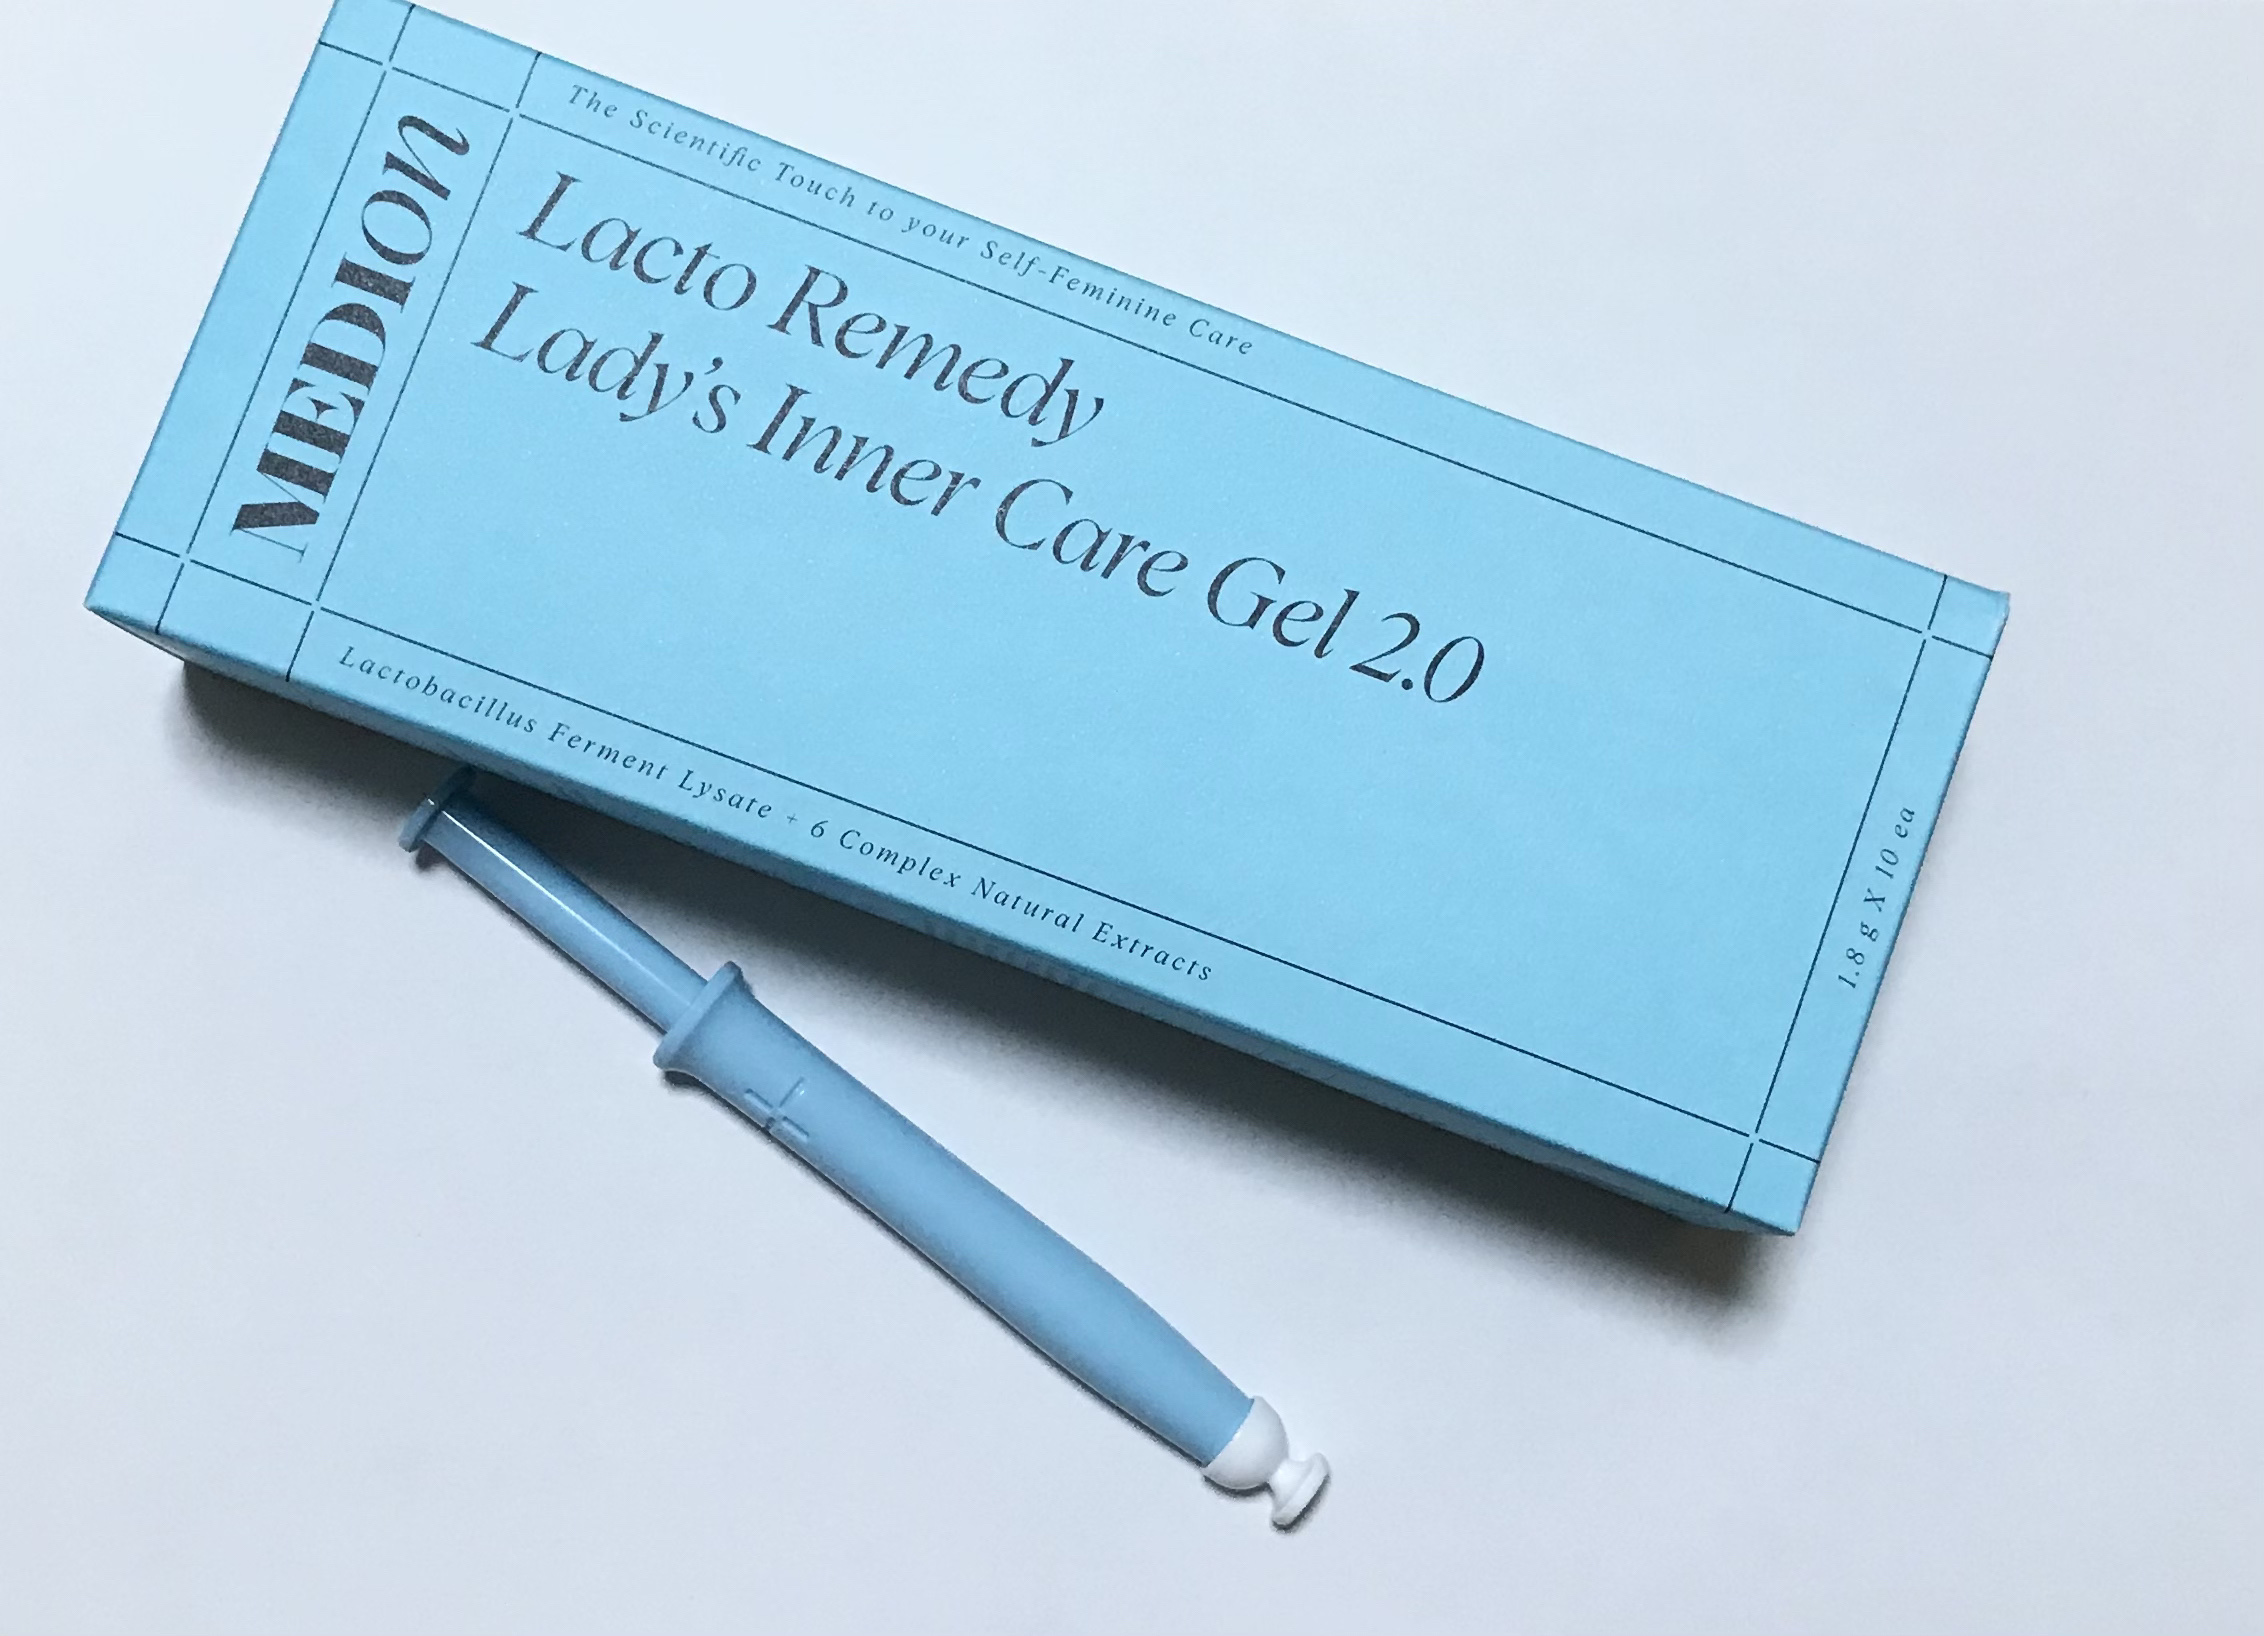 MEDION
The Scientific Touch to your Self-Feminine Care
Lacto Remedy
Lady's Inner Care Gel 2.0
Lactobacillus Ferment Lysate + 6 Complex Natural Extracts
1.8 g X 10 ea